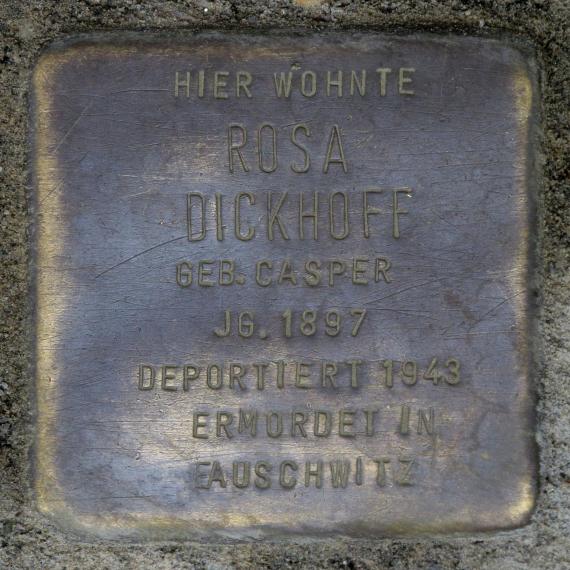 HIER WOHNTE
ROSA
DICKHOFF
GEB. CASPER
JG. 1897
DEPORTIERT 1943
ERMORDET IN
AUSCHWITZ